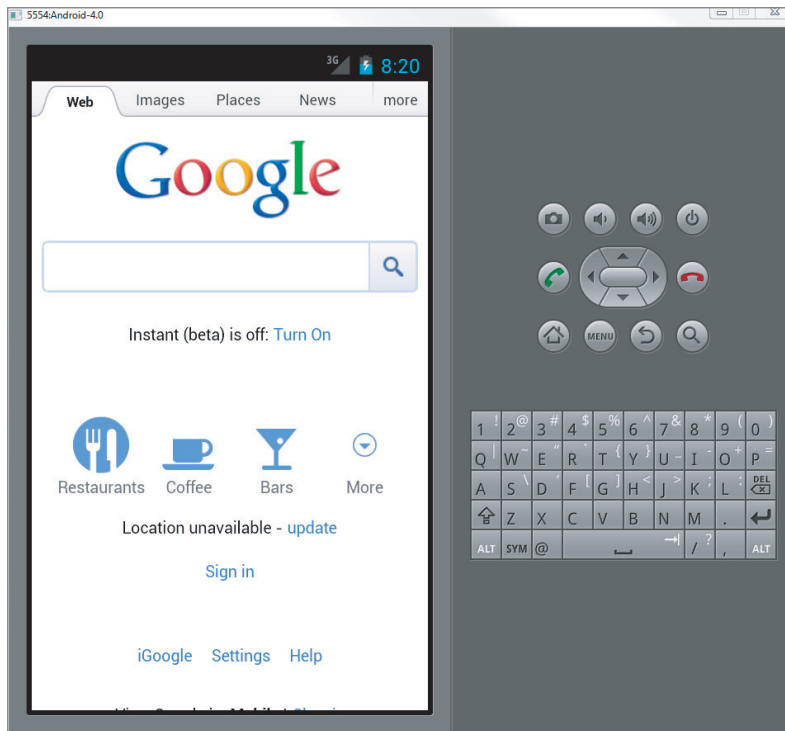 5554:Android-4.0
3G 8:20
Web Images Places News more
Google
Instant (beta) is off: Turn On
Restaurants Coffee Bars More
Location unavailable - update
Sign in
iGoogle Settings Help
MENU
1 ! 2 @ 3 # 4 $ 5 % 6 ^ 7 & 8 * 9 ( 0 )
Q | W ~ E “ R ` T { Y } U _ I - O + P =
A S \ D ‘ F [ G ] H < J > K ; L : DEL
Z X C V B N M .
ALT SYM @ / ? , ALT